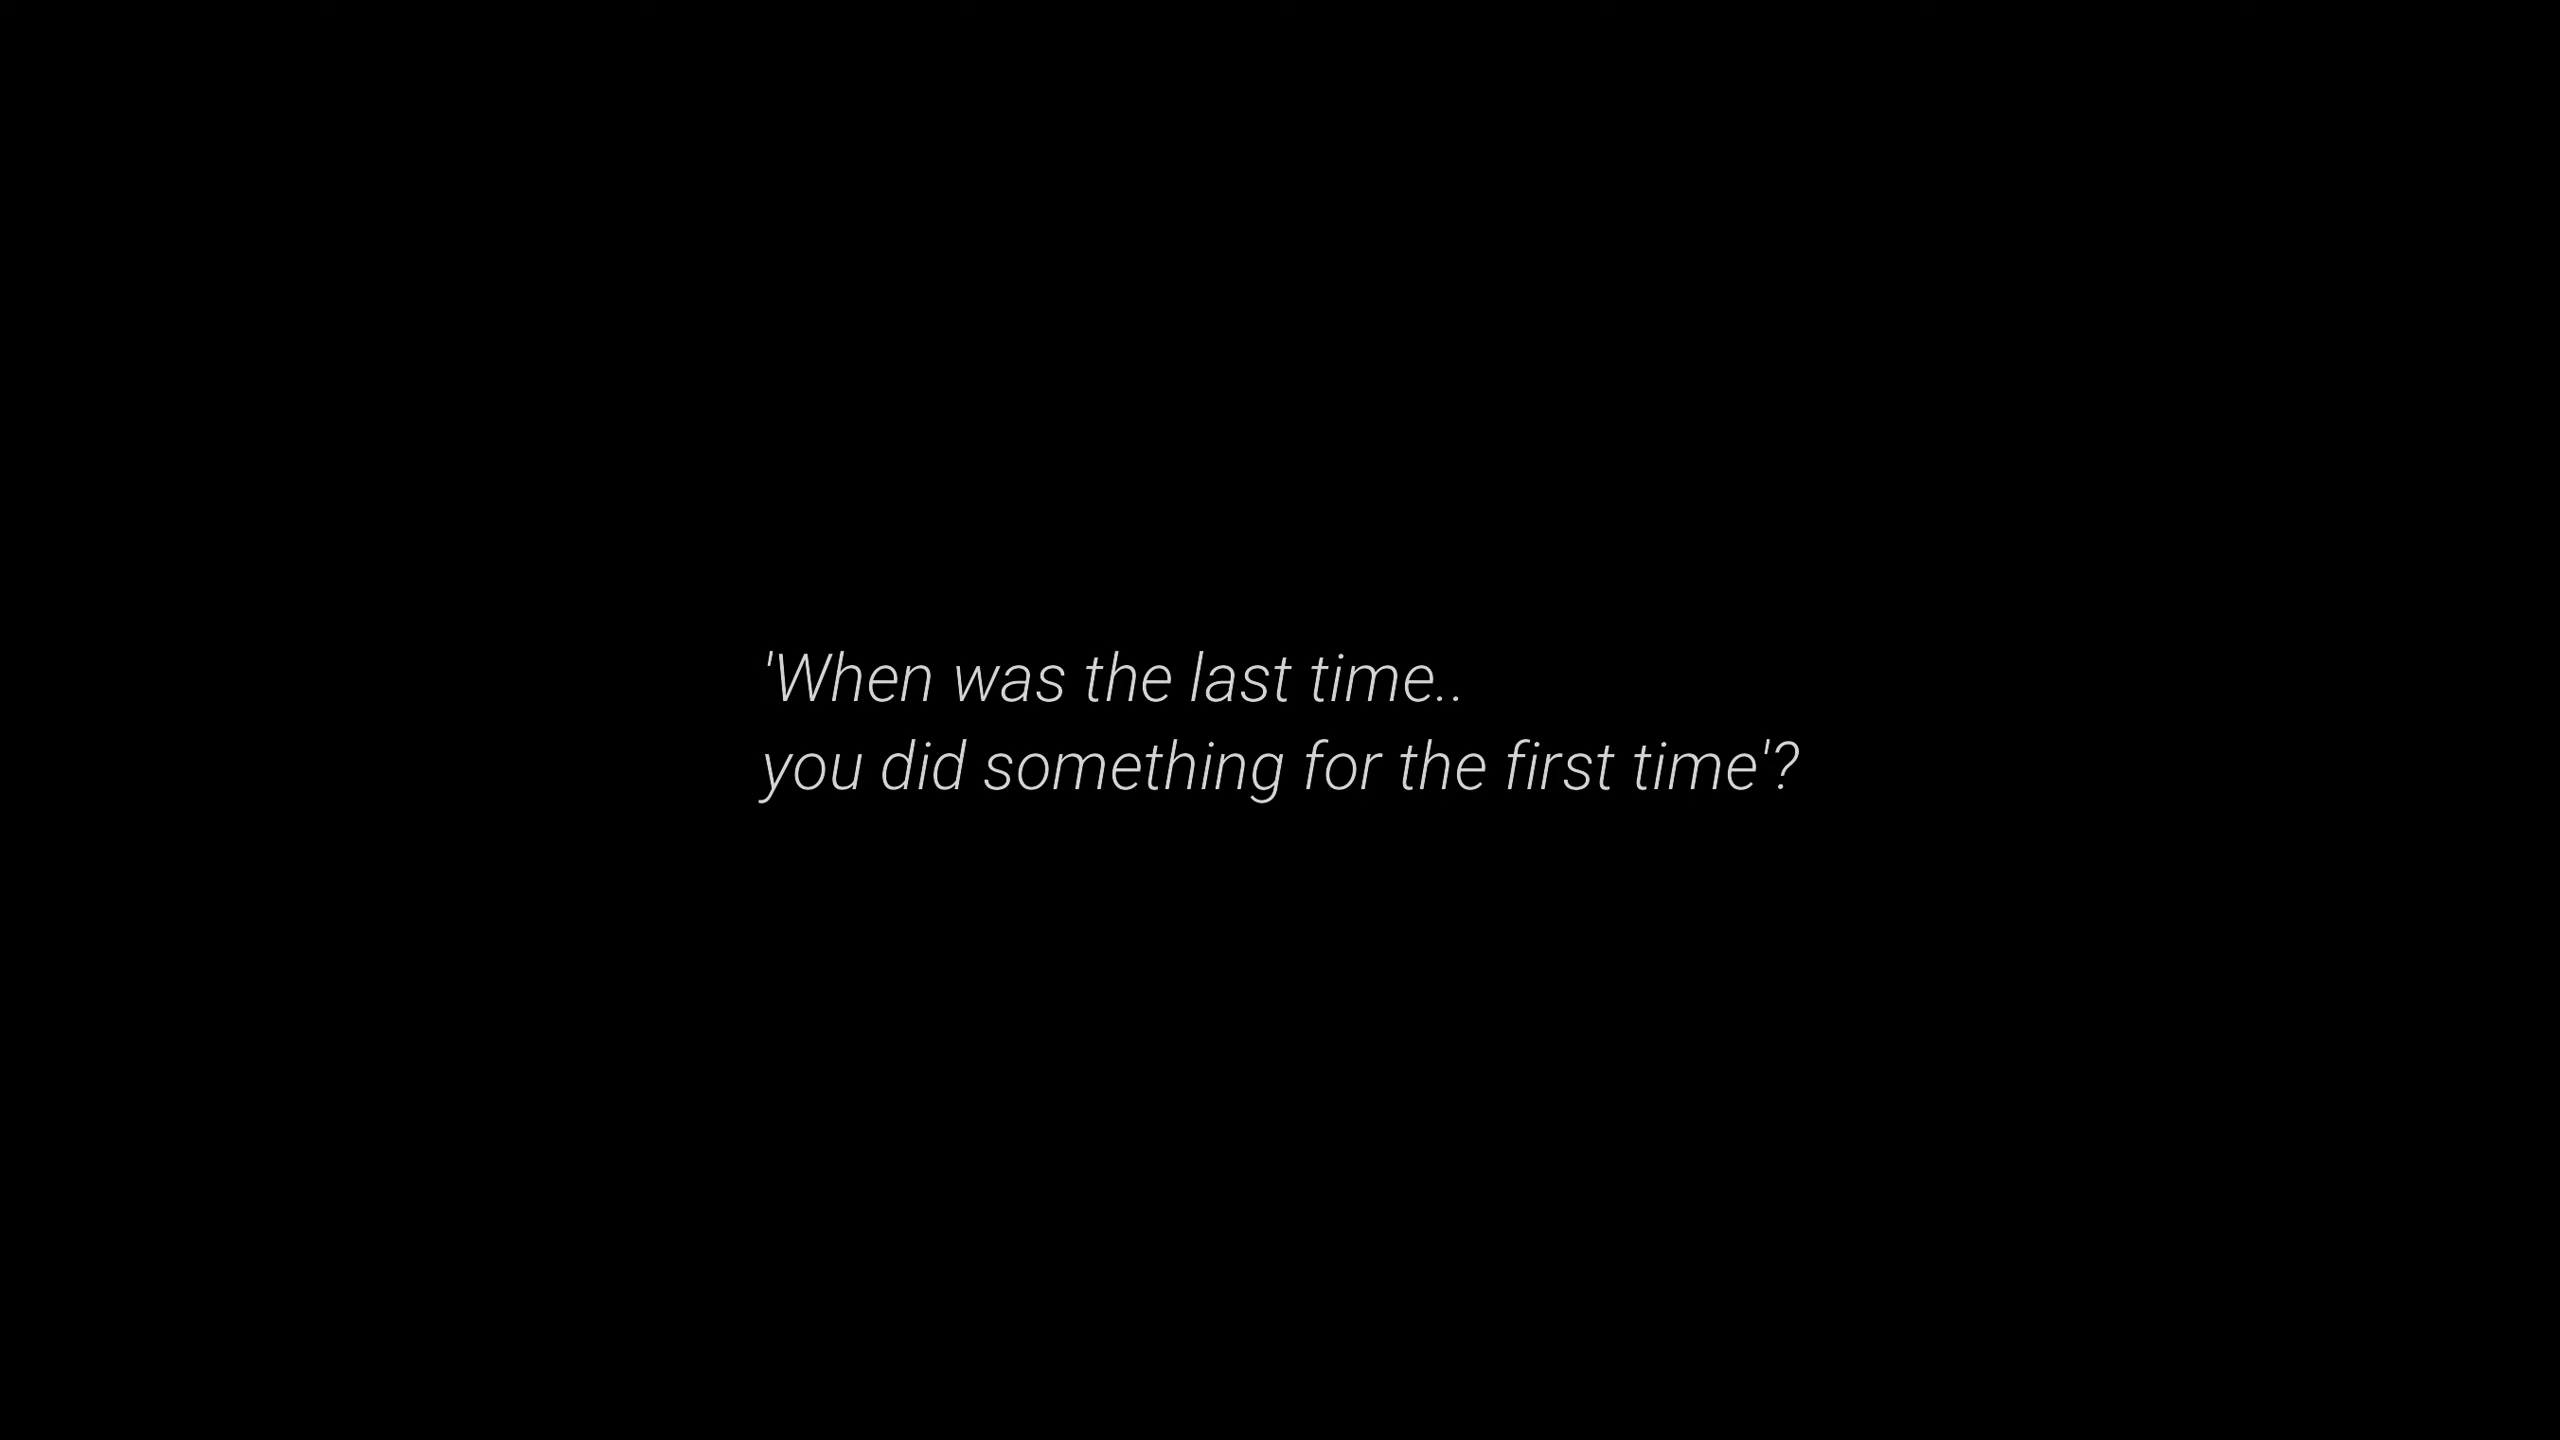 'When was the last time..
you did something for the first time'?